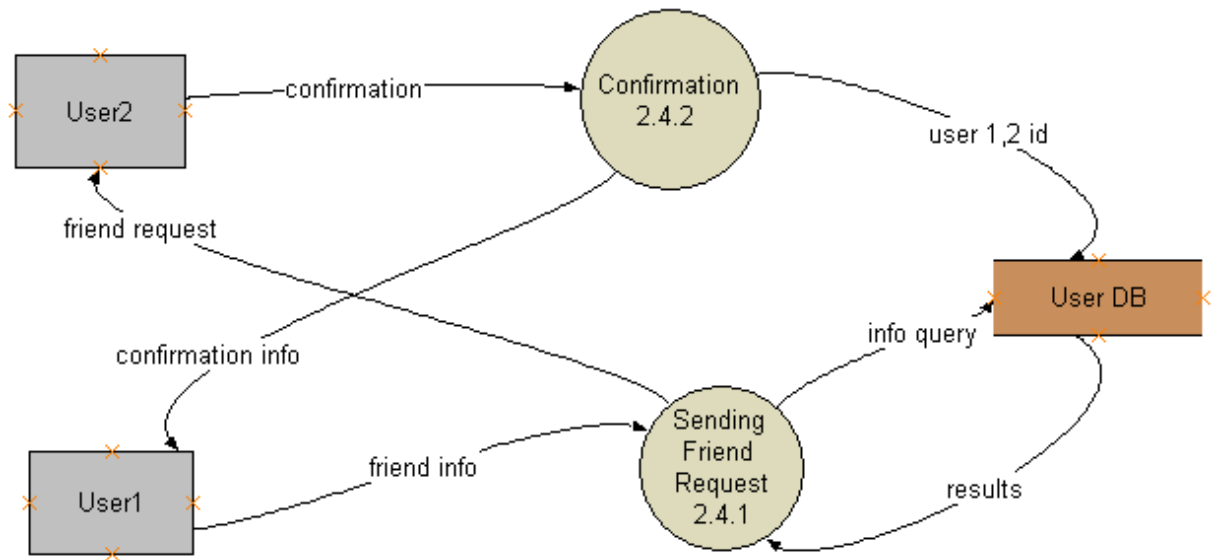 User2
confirmation
Confirmation
2.4.2
user 1,2 id
friend request
User DB
info query
confirmation info
Sending
Friend
Request
2.4.1
friend info
User1
results